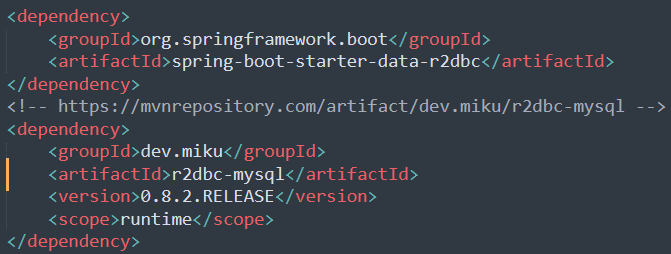 <dependency>
    <groupId>org.springframework.boot</groupId>
    <artifactId>spring-boot-starter-data-r2dbc</artifactId>
</dependency>
<!-- https://mvnrepository.com/artifact/dev.miku/r2dbc-mysql -->
<dependency>
    <groupId>dev.miku</groupId>
    <artifactId>r2dbc-mysql</artifactId>
    <version>0.8.2.RELEASE</version>
    <scope>runtime</scope>
</dependency>